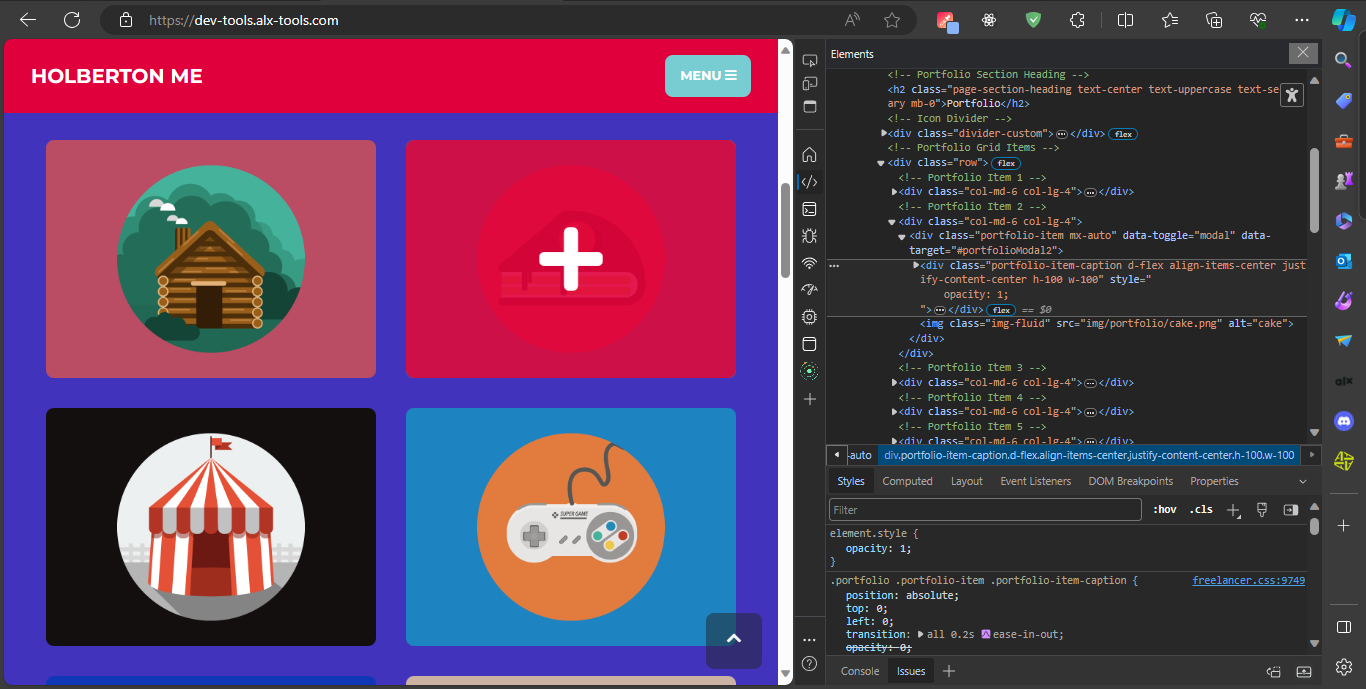 https://dev-tools.alx-tools.com
HOLBERTON ME
MENU
SUPER GAME
Elements
<!-- Portfolio Section Heading -->
<h2 class="page-section-heading text-center text-uppercase text-se
ary mb-0">Portfolio</h2>
<!-- Icon Divider -->
<div class="divider-custom"> </div> flex
<!-- Portfolio Grid Items -->
<div class="row"> flex
<!-- Portfolio Item 1 -->
<div class="col-md-6 col-lg-4"> </div>
<!-- Portfolio Item 2 -->
<div class="col-md-6 col-lg-4">
<div class="portfolio-item mx-auto" data-toggle="modal" data-
target="#portfolioModal2">
<div class="portfolio-item-caption d-flex align-items-center just
ify-content-center h-100 w-100" style="
opacity: 1;
"> </div> flex == $0
<img class="img-fluid" src="img/portfolio/cake.png" alt="cake">
</div>
</div>
<!-- Portfolio Item 3 -->
<div class="col-md-6 col-lg-4"> </div>
<!-- Portfolio Item 4 -->
<div class="col-md-6 col-lg-4"> </div>
<!-- Portfolio Item 5 -->
<div class="col-md-6 col-lg-4"> </div>
-auto div.portfolio-item-caption.d-flex.align-items-center.justify-content-center.h-100.w-100
Styles Computed Layout Event Listeners DOM Breakpoints Properties
Filter :hov .cls
element.style {
opacity: 1;
}
.portfolio .portfolio-item .portfolio-item-caption { freelancer.css:9749
position: absolute;
top: 0;
left: 0;
transition: all 0.2s ease-in-out;
opacity: 0;
Console Issues
alx